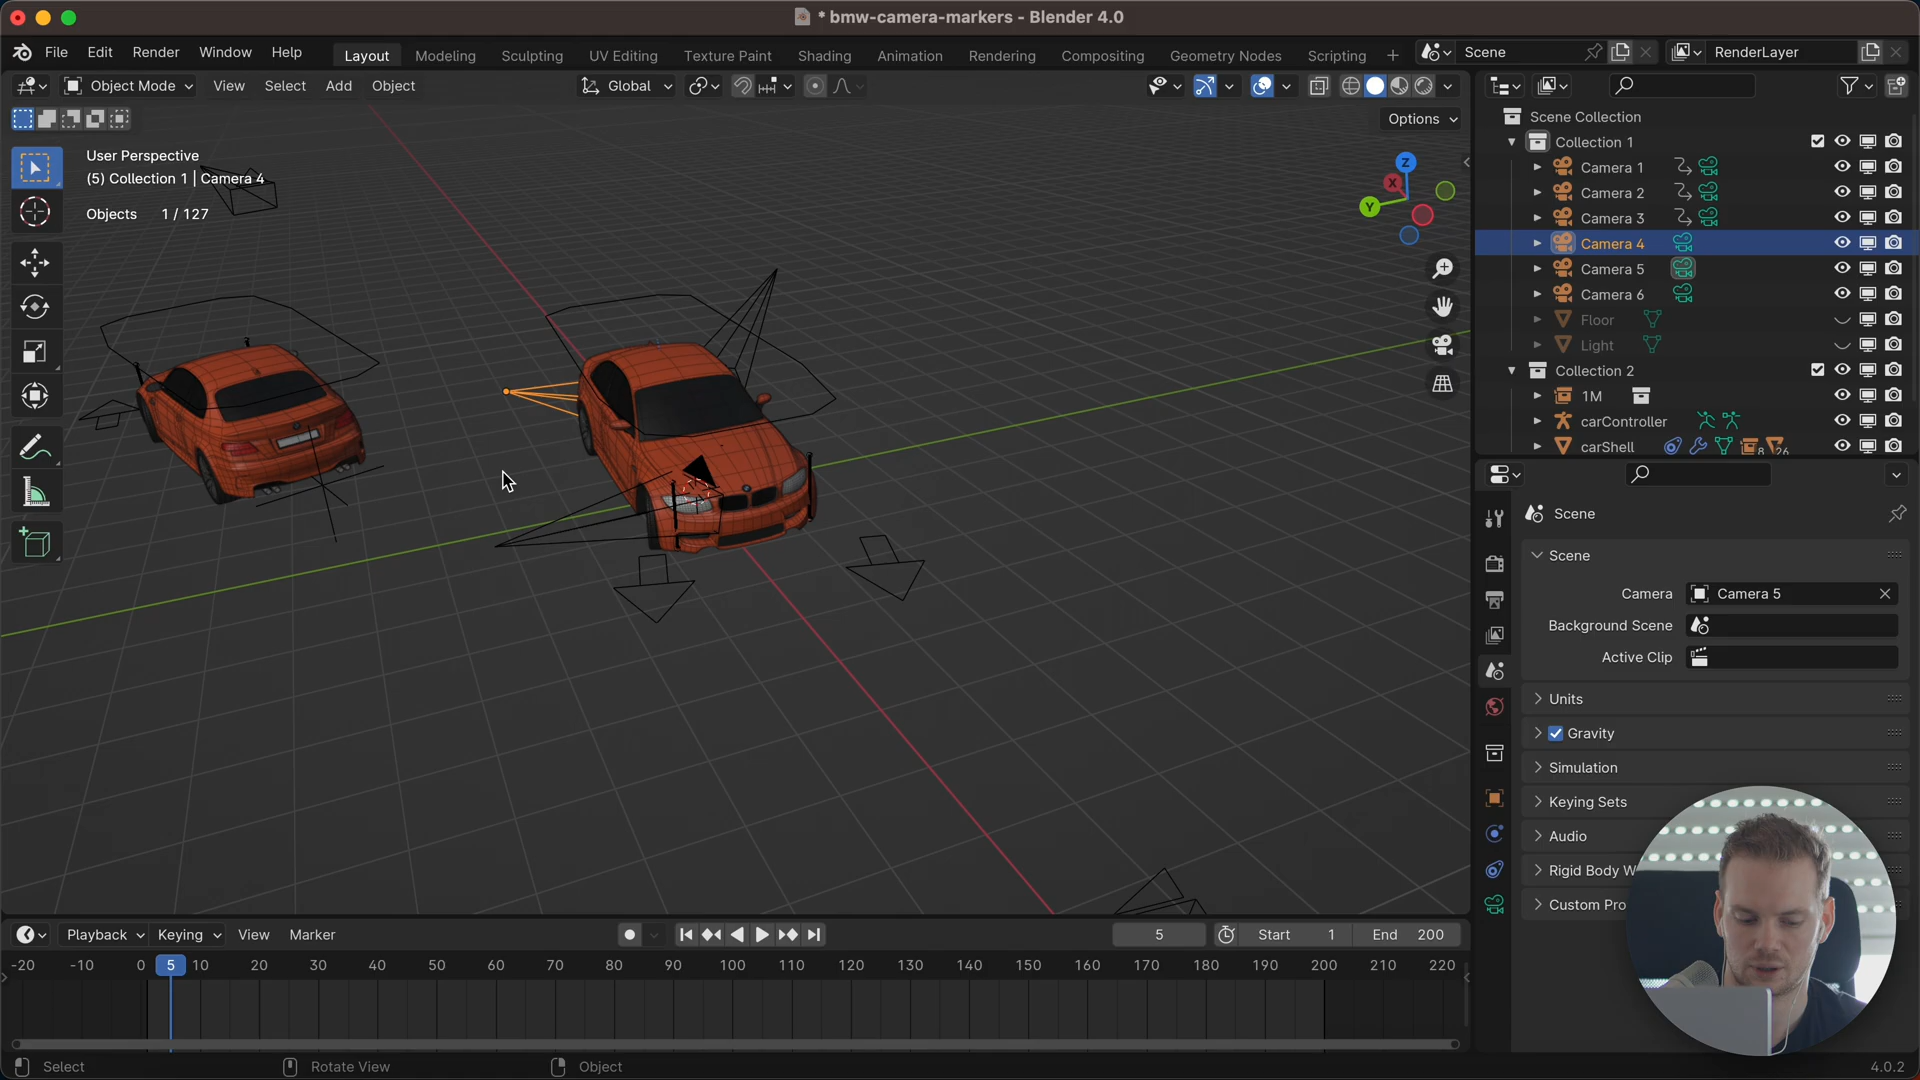 * bmw-camera-markers - Blender 4.0
File Edit Render Window Help Layout Modeling Sculpting UV Editing Texture Paint Shading Animation Rendering Compositing Geometry Nodes Scripting + Scene RenderLayer
Object Mode View Select Add Object Global
Options
User Perspective
(5) Collection 1 | Camera 4
Objects 1 / 127
Z
X
Y
Scene Collection
Collection 1
Camera 1
Camera 2
Camera 3
Camera 4
Camera 5
Camera 6
Floor
Light
Collection 2
1M
carController
carShell 8 26
Scene
Scene
Camera Camera 5
Background Scene
Active Clip
Units
Gravity
Simulation
Keying Sets
Audio
Rigid Body W
Custom Pro
Playback Keying View Marker 5 Start 1 End 200
-20 -10 0 5 10 20 30 40 50 60 70 80 90 100 110 120 130 140 150 160 170 180 190 200 210 220
Select Rotate View Object 4.0.2